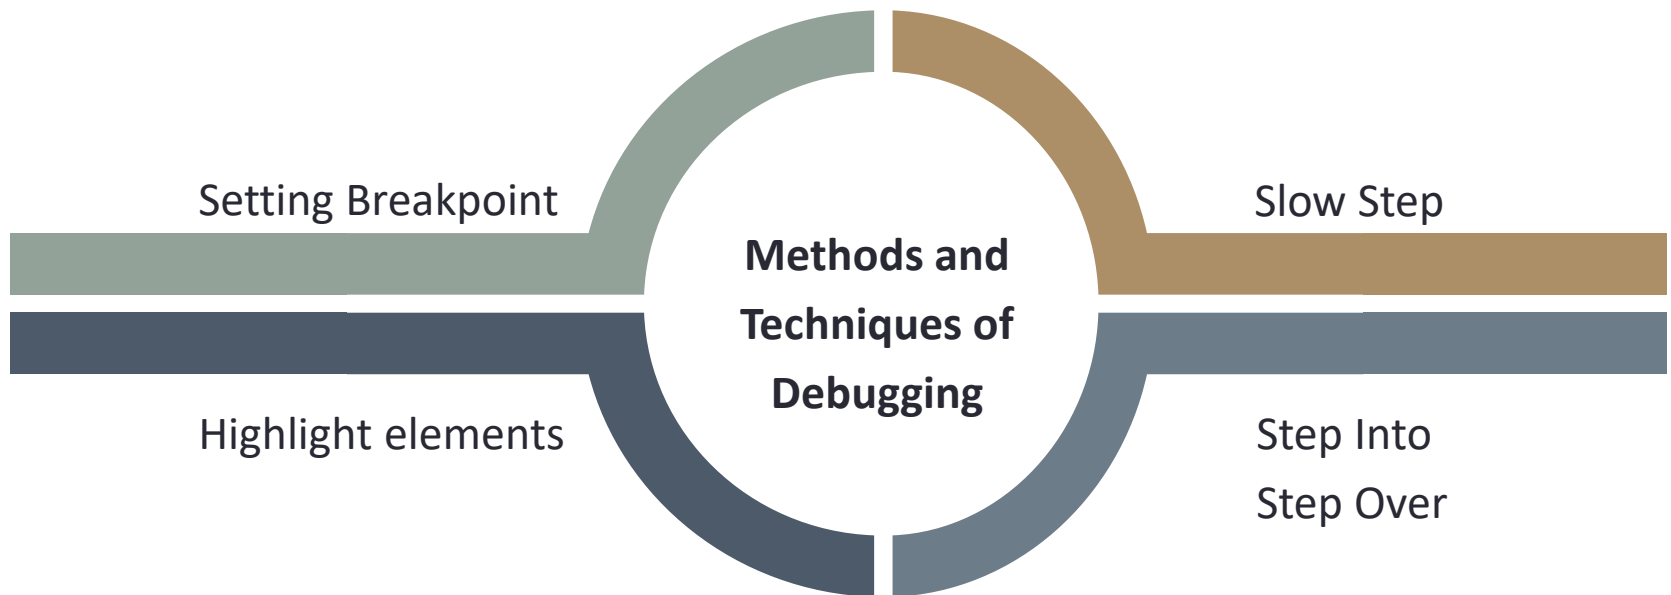 Setting Breakpoint
Slow Step
Methods and
Techniques of
Debugging
Highlight elements
Step Into
Step Over